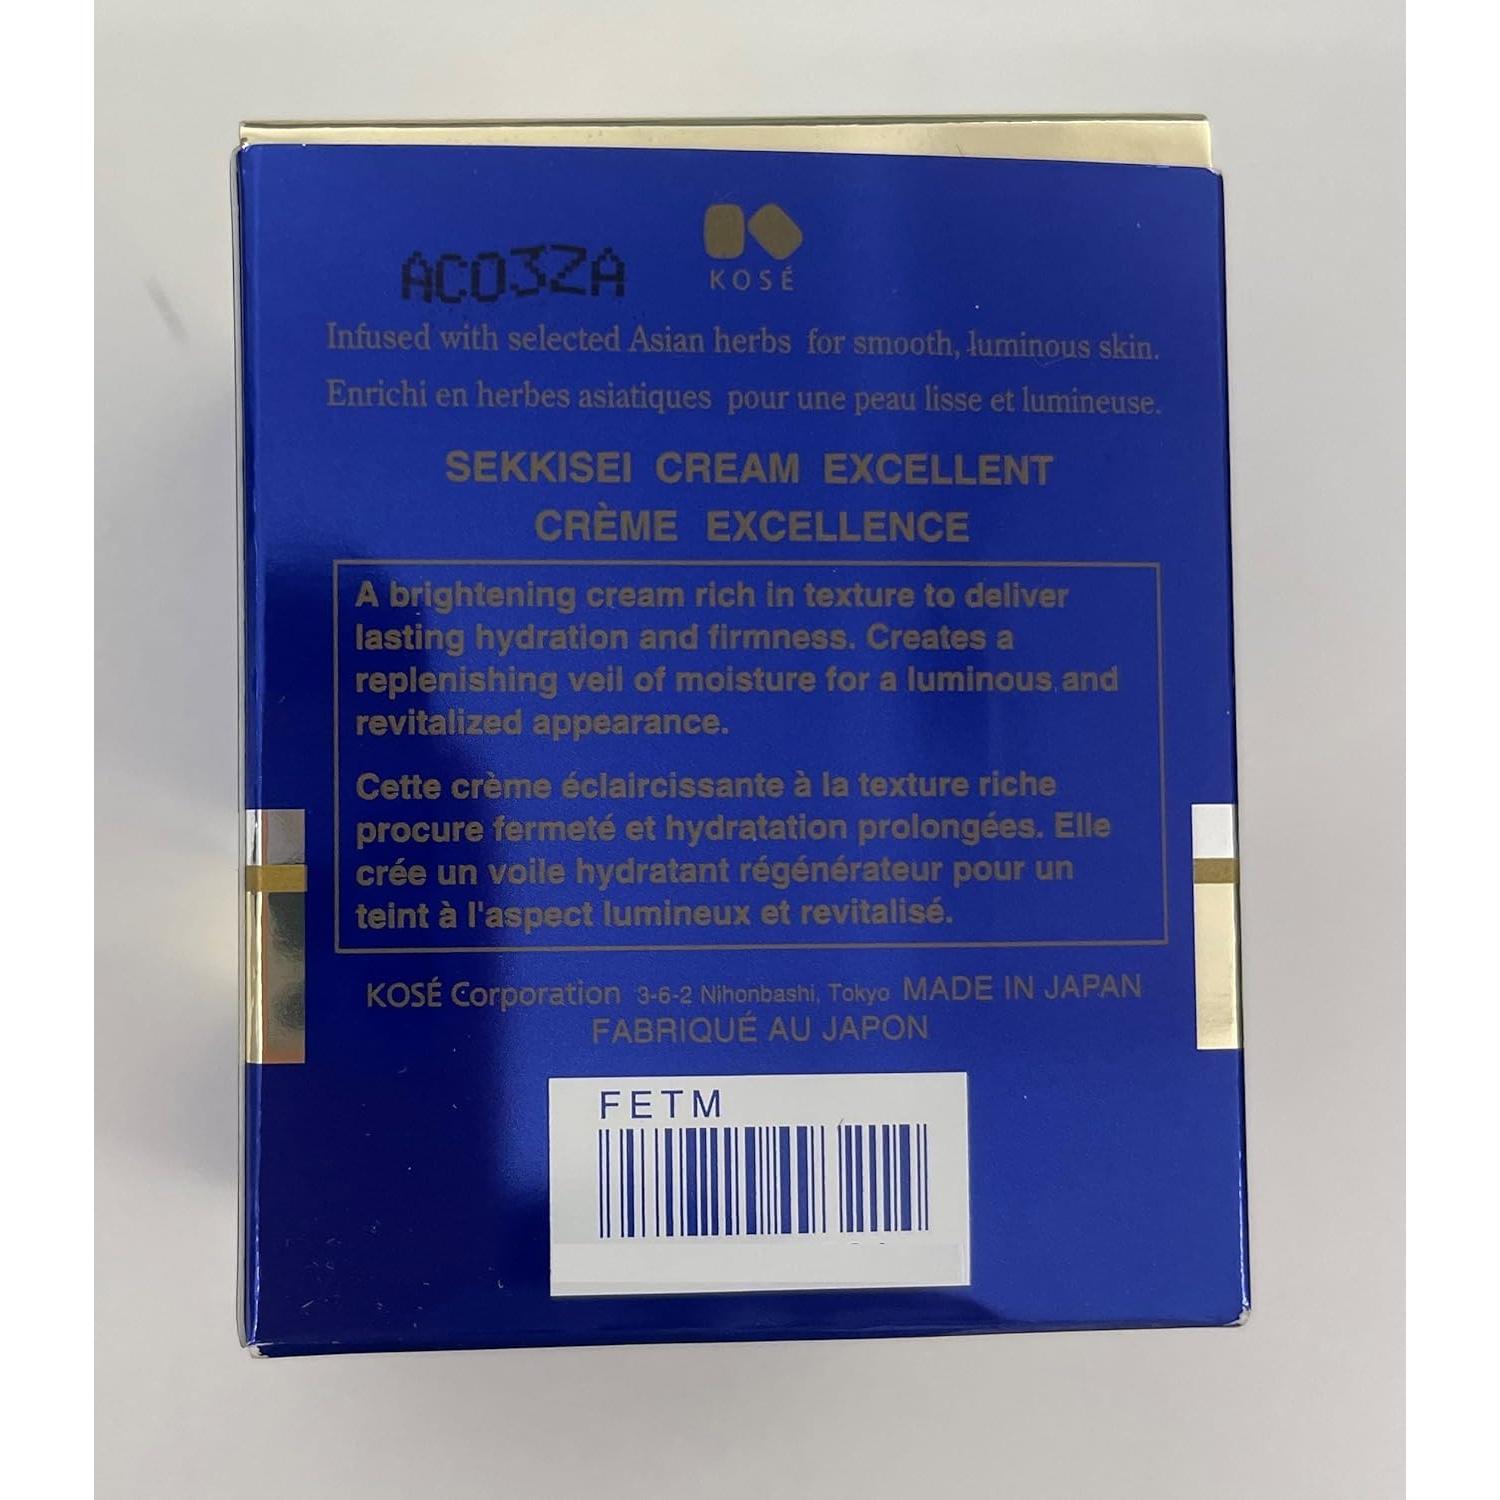 KOSÉ
AC03ZA
Infused with selected Asian herbs for smooth, luminous skin.
Enrichi en herbes asiatiques pour une peau lisse et lumineuse.
SEKKISEI CREAM EXCELLENT
CRÈME EXCELLENCE
A brightening cream rich in texture to deliver
lasting hydration and firmness. Creates a
replenishing veil of moisture for a luminous and
revitalized appearance.
Cette crème éclaircissante à la texture riche
procure fermeté et hydratation prolongées. Elle
crée un voile hydratant régénérateur pour un
teint à l'aspect lumineux et revitalisé.
KOSÉ Corporation 3-6-2 Nihonbashi, Tokyo MADE IN JAPAN
FABRIQUÉ AU JAPON
FETM